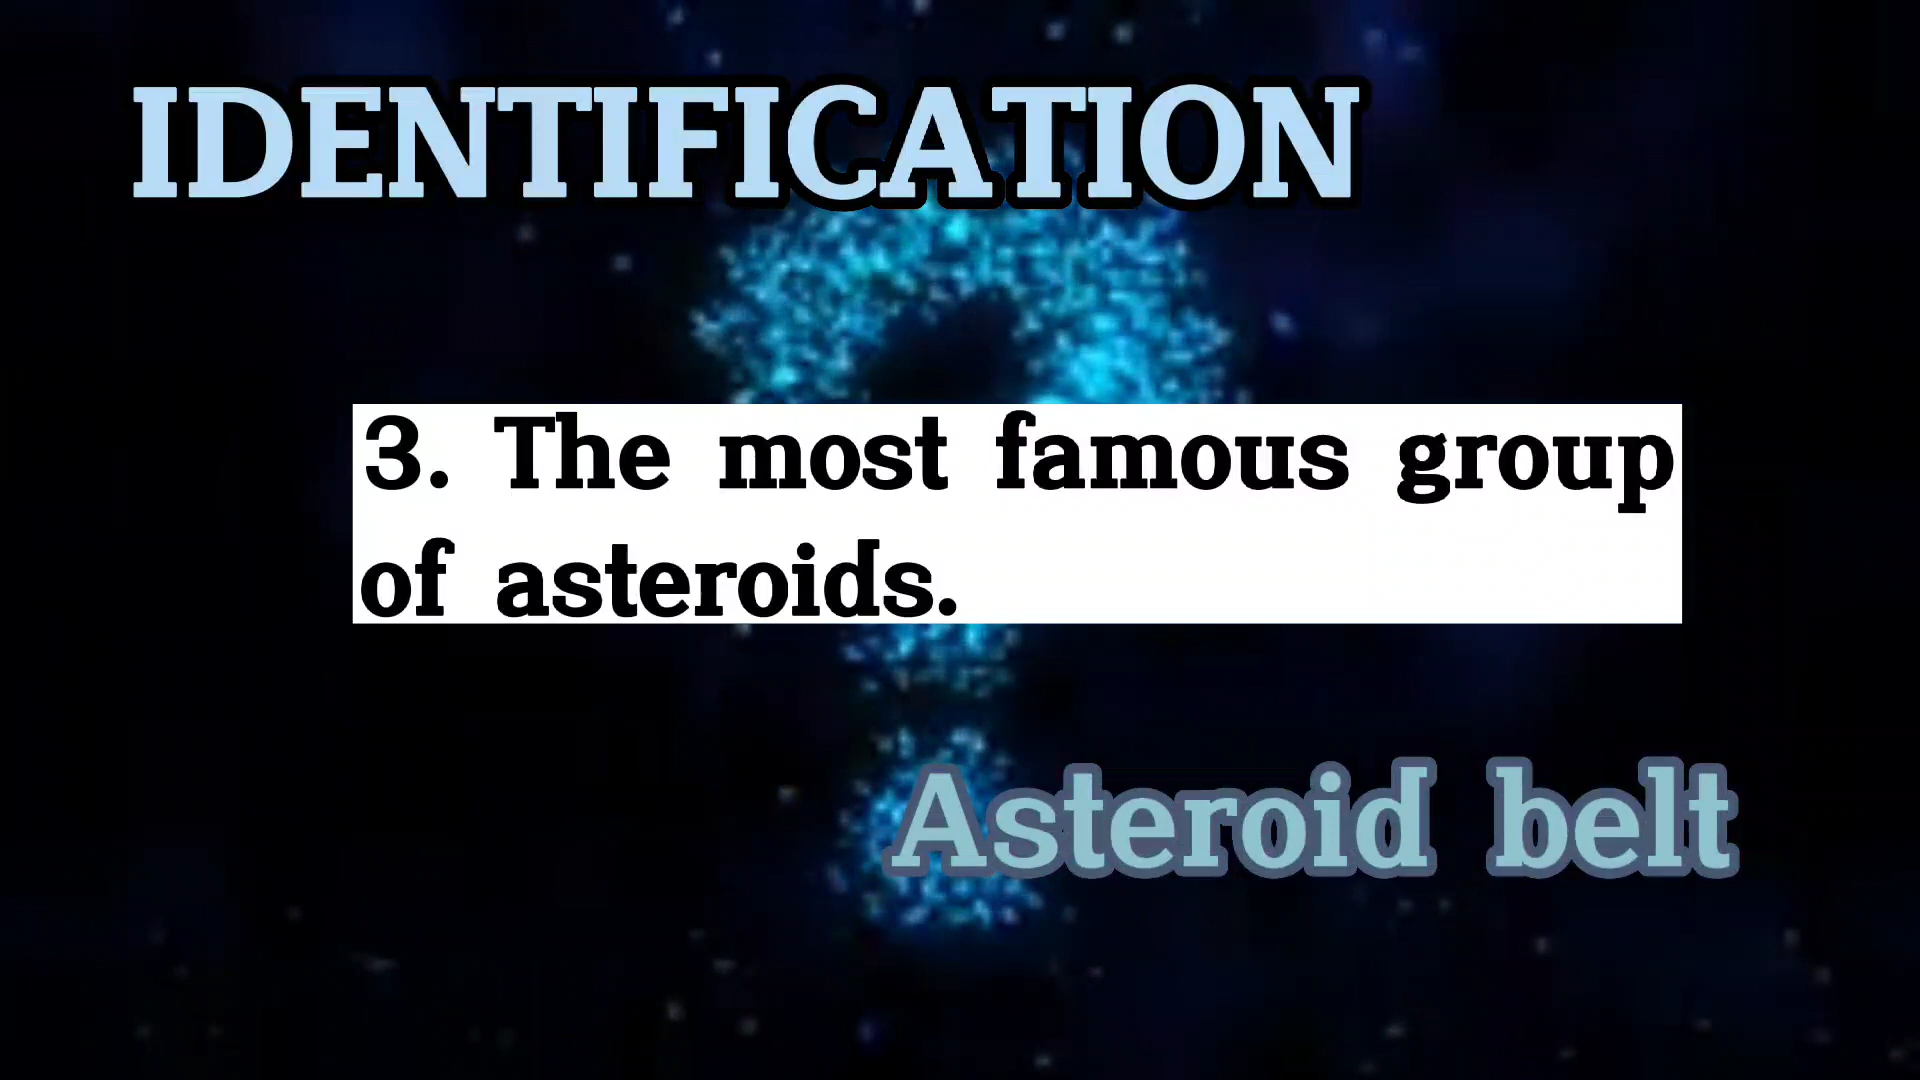 IDENTIFICATION
3. The most famous group
of asteroids.
Asteroid belt